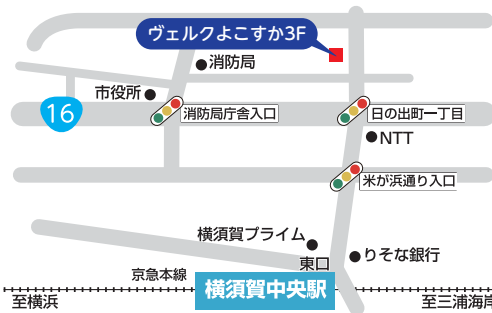 ヴェルクよこすか3F
消防局
市役所
16
消防局庁舎入口
日の出町一丁目
NTT
米が浜通り入口
横須賀プライム
東口
りそな銀行
京急本線
横須賀中央駅
至横浜
至三浦海岸